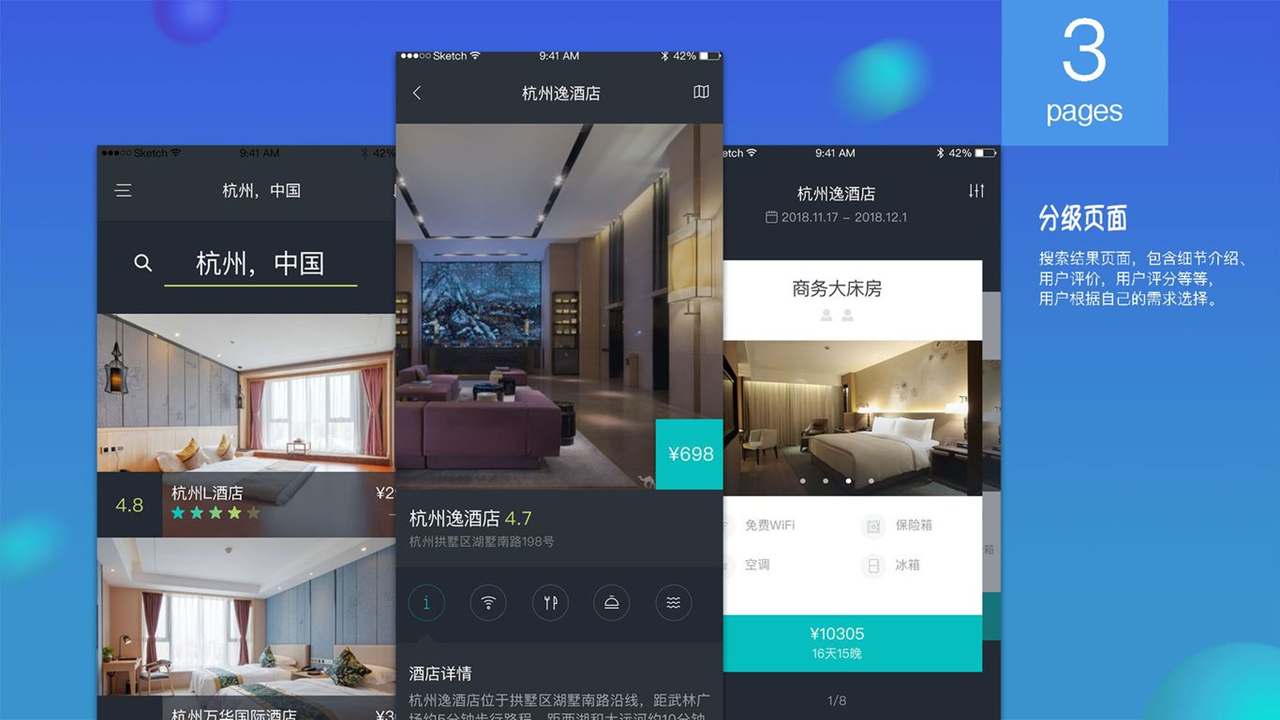 Sketch 9:41 AM 42%
杭州，中国
杭州，中国
4.8
杭州L酒店
杭州万华国际酒店
Sketch 9:41 AM 42%
杭州逸酒店
¥698
杭州逸酒店 4.7
杭州拱墅区湖墅南路198号
酒店详情
杭州逸酒店位于拱墅区湖墅南路沿线，距武林广
场约5分钟步行路程，距西湖和大运河约10分钟
etch 9:41 AM 42%
杭州逸酒店
2018.11.17 – 2018.12.1
商务大床房
免费WiFi
保险箱
空调
冰箱
箱
¥10305
16天15晚
1/8
3
pages
分级页面
搜索结果页面，包含细节介绍、
用户评价，用户评分等等，
用户根据自己的需求选择。